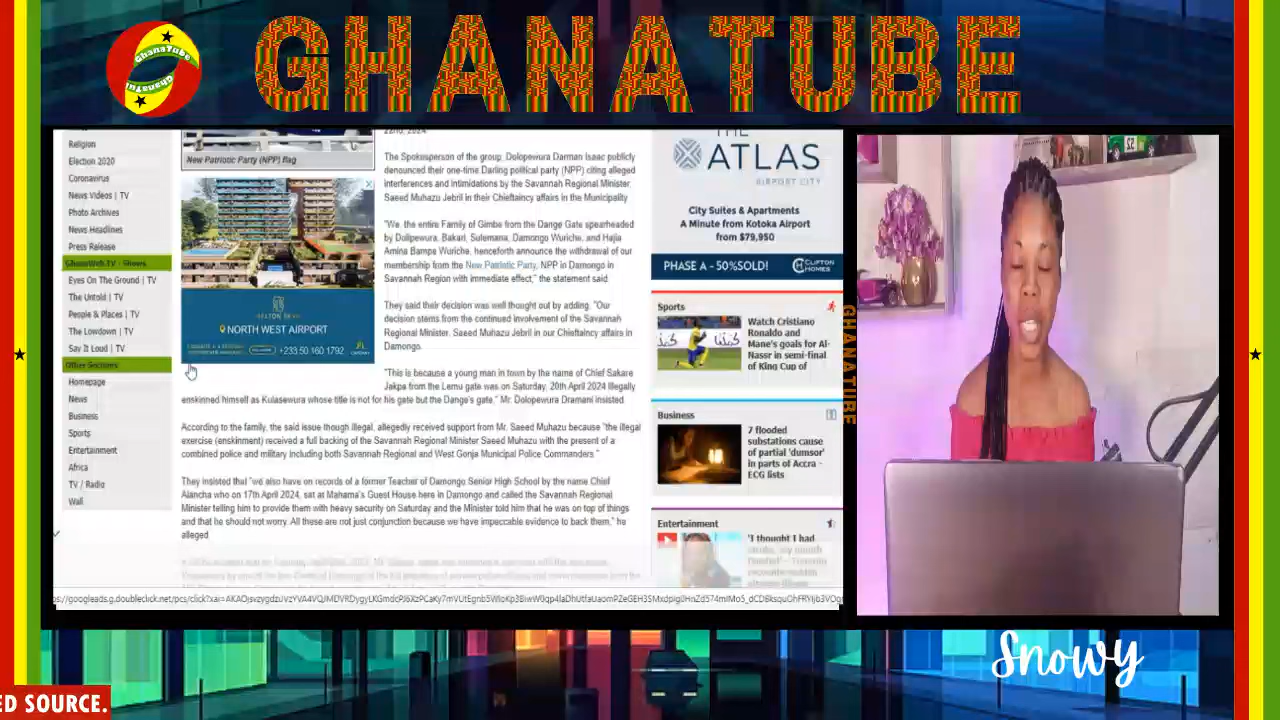 GHANATUBE
GhanaTube
GhanaTube
Religion
Election 2020
Coronavirus
News Videos | TV
Photo Archives
News Headlines
Press Release
GhanaWeb TV - Shows
Eyes On The Ground | TV
The Untold | TV
People & Places | TV
The Lowdown | TV
Say It Loud | TV
Other Sections
Homepage
News
Business
Sports
Entertainment
Africa
TV / Radio
Wall
New Patriotic Party (NPP) flag
NORTH WEST AIRPORT
+233 50 160 1792
22nd, 2024.
The Spokesperson of the group, Dolopewura Darman Isaac publicly
denounced their one-time Darling political party (NPP) citing alleged
interferences and intimidations by the Savannah Regional Minister
Saeed Muhazu Jebril in their Chieftaincy affairs in the Municipality
"We, the entire Family of Gimbe from the Dange Gate spearheaded
by Dolipewura, Bakari, Sulemana, Damongo Wuriche, and Hajia
Amina Bampe Wuriche, henceforth announce the withdrawal of our
membership from the New Patriotic Party, NPP in Damongo in
Savannah Region with immediate effect," the statement said.
They said their decision was well thought out by adding, "Our
decision stems from the continued involvement of the Savannah
Regional Minister, Saeed Muhazu Jebril in our Chieftaincy affairs in
Damongo.
"This is because a young man in town by the name of Chief Sakare
Jakpa from the Lemu gate was on Saturday, 20th April 2024 illegally
enskinned himself as Kulasewura whose title is not for his gate but the Dange's gate," Mr. Dolopewura Dramani insisted.
According to the family, the said issue though illegal, allegedly received support from Mr. Saeed Muhazu because "the illegal
exercise (enskinment) received a full backing of the Savannah Regional Minister Saeed Muhazu with the present of a
combined police and military including both Savannah Regional and West Gonja Municipal Police Commanders."
They insisted that "we also have on records of a former Teacher of Damongo Senior High School by the name Chief
Alancha who on 17th April 2024, sat at Mahama's Guest House here in Damongo and called the Savannah Regional
Minister telling him to provide them with heavy security on Saturday and the Minister told him that he was on top of things
and that he should not worry. All these are not just conjunction because we have impeccable evidence to back them," he
alleged.
THE
ATLAS
AIRPORT CITY
City Suites & Apartments
A Minute from Kotoka Airport
from $79,950
PHASE A - 50%SOLD!
CLIFTON
HOMES
Sports
Watch Cristiano
Ronaldo and
Mane's goals for Al-
Nassr in semi-final
of King Cup of
Business
7 flooded
substations cause
of partial 'dumsor'
in parts of Accra -
ECG lists
Entertainment
'I thought I had
GHANATUBE
Snowy
ED SOURCE.